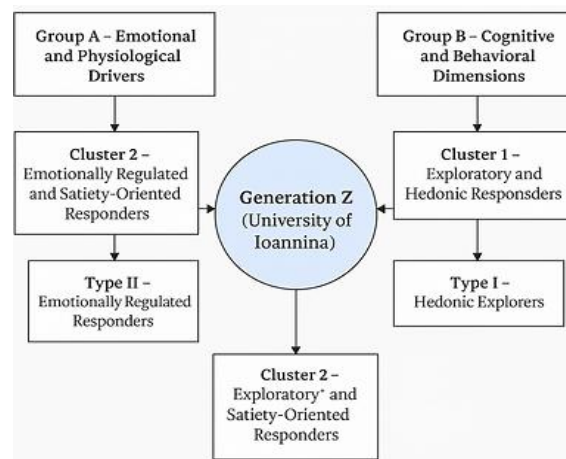 Group A – Emotional
and Physiological
Drivers
Group B – Cognitive
and Behavioral
Dimensions
Cluster 2 –
Emotionally Regulated
and Satiety-Oriented
Responders
Generation Z
(University of
Ioannina)
Cluster 1 –
Exploratory and
Hedonic Responsders
Type II –
Emotionally Regulated
Responders
Type I –
Hedonic Explorers
Cluster 2 –
Exploratory⁺ and
Satiety-Oriented
Responders